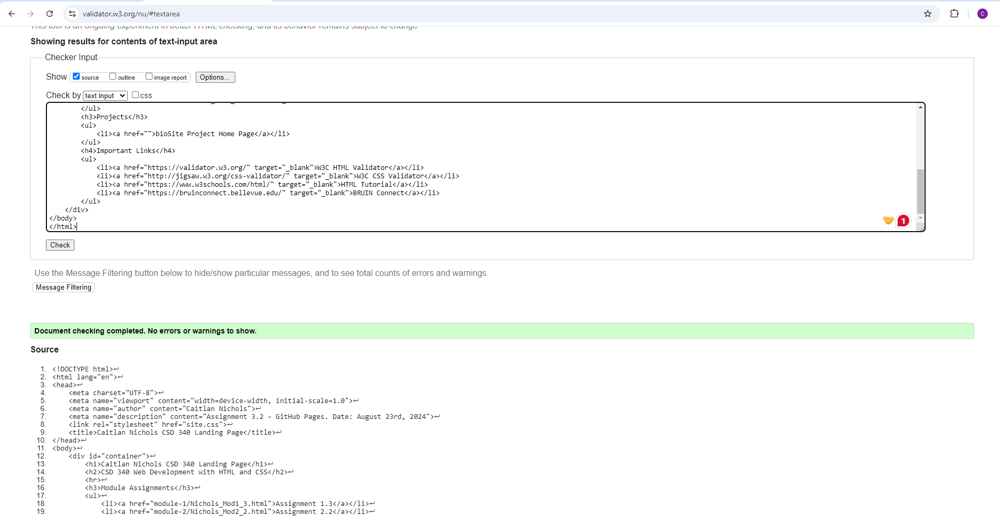 validator.w3.org/nu/#textarea
C
This tool is an ongoing experiment in better HTML checking, and its behavior remains subject to change
Showing results for contents of text-input area
Checker Input
Show source outline image report Options...
Check by text input css
</ul>
<h3>Projects</h3>
<ul>
<li><a href="">bioSite Project Home Page</a></li>
</ul>
<h4>Important Links</h4>
<ul>
<li><a href="https://validator.w3.org/" target="_blank">W3C HTML Validator</a></li>
<li><a href="http://jigsaw.w3.org/css-validator/" target="_blank">W3C CSS Validator</a></li>
<li><a href="https://www.w3schools.com/html/" target="_blank">HTML Tutorial</a></li>
<li><a href="https://bruinconnect.bellevue.edu/" target="_blank">BRUIN Connect</a></li>
</ul>
</div>
</body>
</html>
1
Check
Use the Message Filtering button below to hide/show particular messages, and to see total counts of errors and warnings.
Message Filtering
Document checking completed. No errors or warnings to show.
Source
1. <!DOCTYPE html>↩
2. <html lang="en">↩
3. <head>↩
4. <meta charset="UTF-8">↩
5. <meta name="viewport" content="width=device-width, initial-scale=1.0">↩
6. <meta name="author" content="Caitlan Nichols">↩
7. <meta name="description" content="Assignment 3.2 – GitHub Pages. Date: August 23rd, 2024">↩
8. <link rel="stylesheet" href="site.css">↩
9. <title>Caitlan Nichols CSD 340 Landing Page</title>↩
10. </head>↩
11. <body>↩
12. <div id="container">↩
13. <h1>Caitlan Nichols CSD 340 Landing Page</h1>↩
14. <h2>CSD 340 Web Development with HTML and CSS</h2>↩
15. <hr>↩
16. <h3>Module Assignments</h3>↩
17. <ul>↩
18. <li><a href="module-1/Nichols_Mod1_3.html">Assignment 1.3</a></li>↩
19. <li><a href="module-2/Nichols_Mod2_2.html">Assignment 2.2</a></li>↩